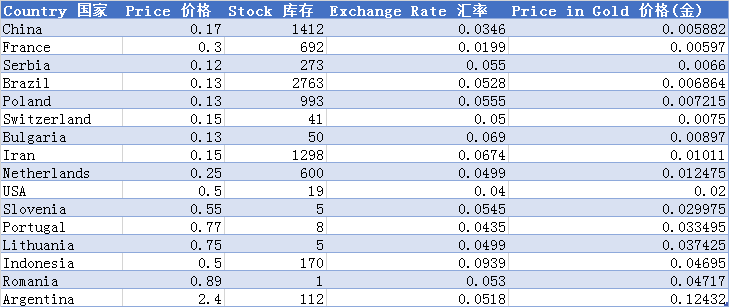 Country 国家 Price 价格 Stock 库存 Exchange Rate 汇率 Price in Gold 价格(金)
China 0.17 1412 0.0346 0.005882
France 0.3 692 0.0199 0.00597
Serbia 0.12 273 0.055 0.0066
Brazil 0.13 2763 0.0528 0.006864
Poland 0.13 993 0.0555 0.007215
Switzerland 0.15 41 0.05 0.0075
Bulgaria 0.13 50 0.069 0.00897
Iran 0.15 1298 0.0674 0.01011
Netherlands 0.25 600 0.0499 0.012475
USA 0.5 19 0.04 0.02
Slovenia 0.55 5 0.0545 0.029975
Portugal 0.77 8 0.0435 0.033495
Lithuania 0.75 5 0.0499 0.037425
Indonesia 0.5 170 0.0939 0.04695
Romania 0.89 1 0.053 0.04717
Argentina 2.4 112 0.0518 0.12432